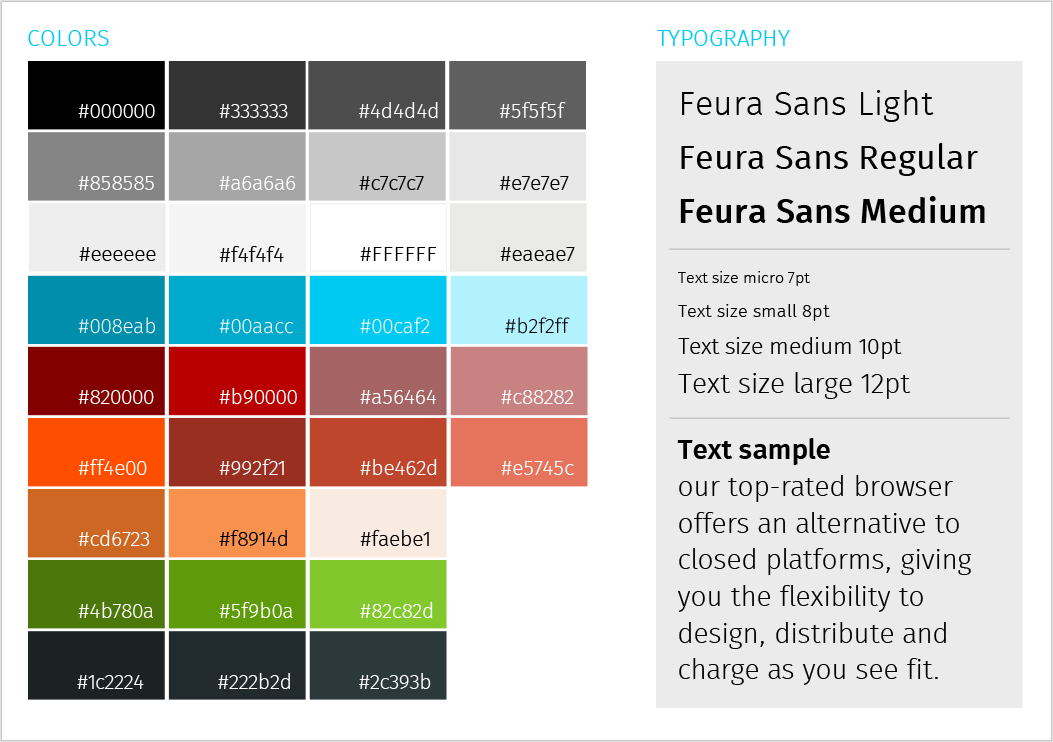 COLORS
#000000 #333333 #4d4d4d #5f5f5f
#858585 #a6a6a6 #c7c7c7 #e7e7e7
#eeeeee #f4f4f4 #FFFFFF #eaeae7
#008eab #00aacc #00caf2 #b2f2ff
#820000 #b90000 #a56464 #c88282
#ff4e00 #992f21 #be462d #e5745c
#cd6723 #f8914d #faebe1
#4b780a #5f9b0a #82c82d
#1c2224 #222b2d #2c393b
TYPOGRAPHY
Feura Sans Light
Feura Sans Regular
Feura Sans Medium
Text size micro 7pt
Text size small 8pt
Text size medium 10pt
Text size large 12pt
Text sample
our top-rated browser
offers an alternative to
closed platforms, giving
you the flexibility to
design, distribute and
charge as you see fit.